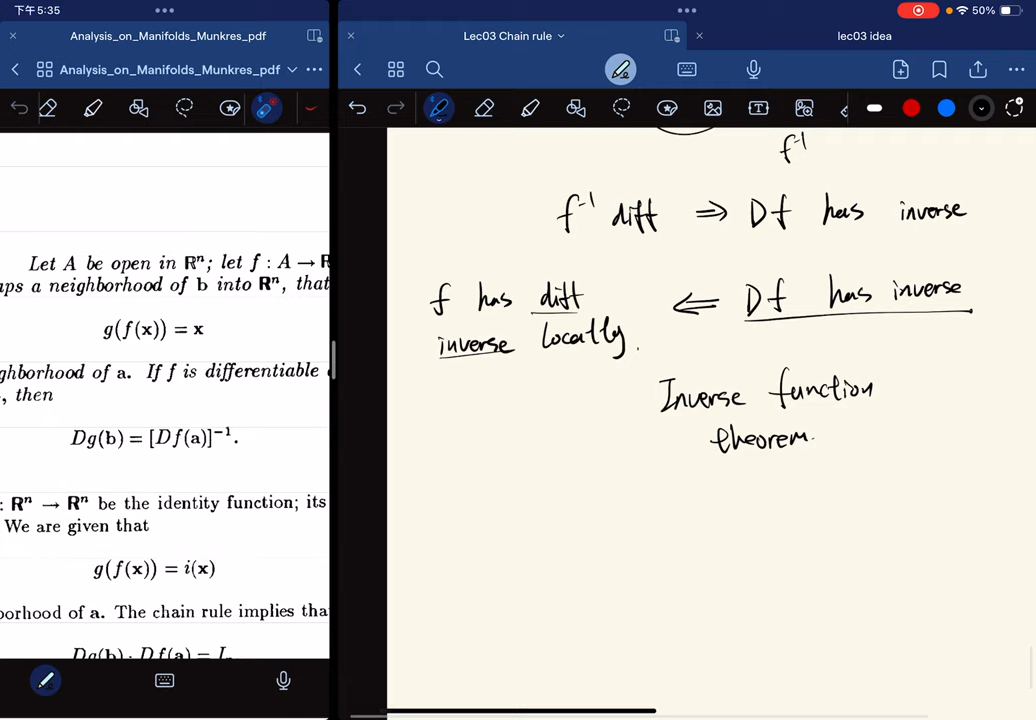 下午5:35
50%
Analysis_on_Manifolds_Munkres_pdf
Lec03 Chain rule
lec03 idea
Analysis_on_Manifolds_Munkres_pdf
Let A be open in Rⁿ; let f : A → R
aps a neighborhood of b into Rⁿ, that
g(f(x)) = x
ghborhood of a. If f is differentiable
, then
Dg(b) = [Df(a)]⁻¹.
: Rⁿ → Rⁿ be the identity function; its
We are given that
g(f(x)) = i(x)
orhood of a. The chain rule implies tha
Dg(b) · Df(a) = I
f⁻¹
f⁻¹ diff ⇒ Df has inverse
f has diff ⇐ Df has inverse
inverse locally.
Inverse function
theorem.